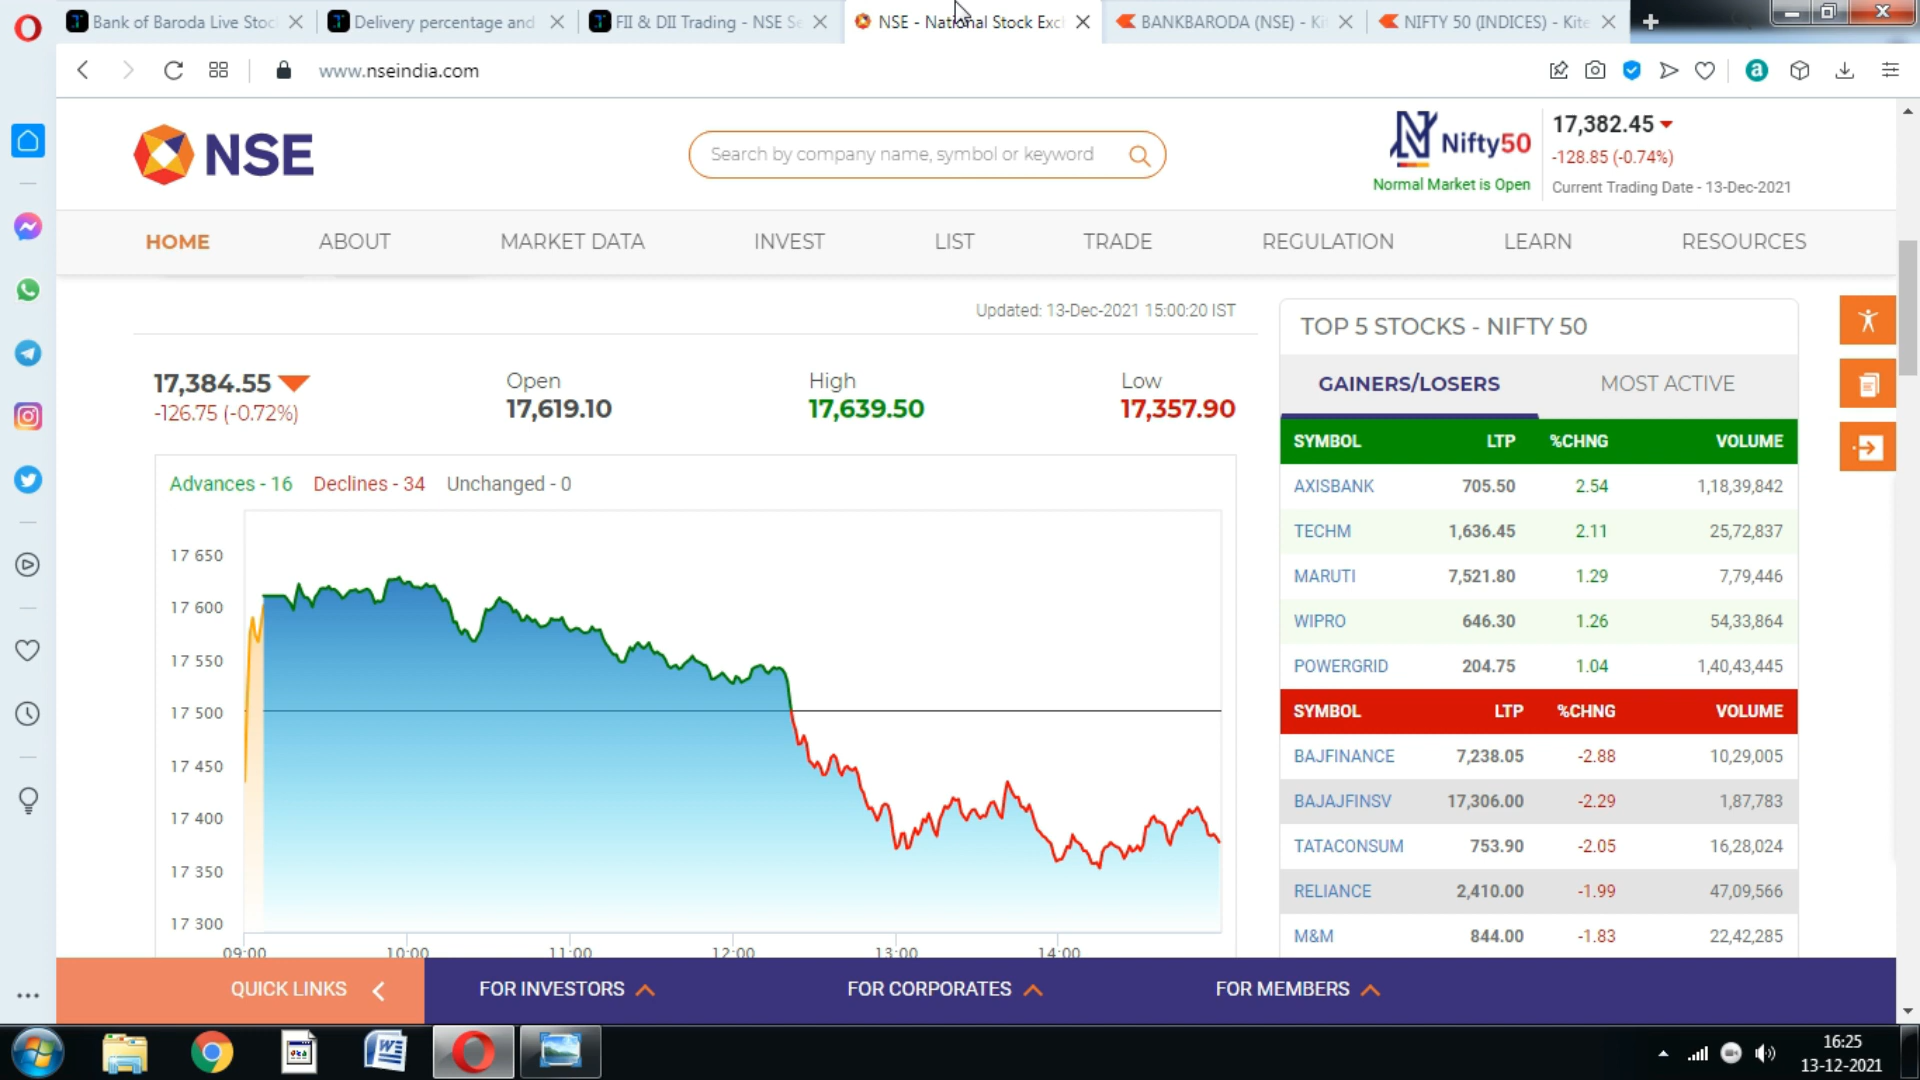 Bank of Baroda Live Stoc
Delivery percentage and
FII & DII Trading - NSE Se
NSE - National Stock Exc
BANKBARODA (NSE) - Ki
NIFTY 50 (INDICES) - Kite
www.nseindia.com
NSE
Search by company name, symbol or keyword
Nifty50
Normal Market is Open
17,382.45
-128.85 (-0.74%)
Current Trading Date - 13-Dec-2021
HOME ABOUT MARKET DATA INVEST LIST TRADE REGULATION LEARN RESOURCES
Updated: 13-Dec-2021 15:00:20 IST
17,384.55
-126.75 (-0.72%)
Open
17,619.10
High
17,639.50
Low
17,357.90
Advances - 16 Declines - 34 Unchanged - 0
17 650
17 600
17 550
17 500
17 450
17 400
17 350
17 300
09:00 10:00 11:00 12:00 13:00 14:00
TOP 5 STOCKS - NIFTY 50
GAINERS/LOSERS MOST ACTIVE
SYMBOL LTP %CHNG VOLUME
AXISBANK 705.50 2.54 1,18,39,842
TECHM 1,636.45 2.11 25,72,837
MARUTI 7,521.80 1.29 7,79,446
WIPRO 646.30 1.26 54,33,864
POWERGRID 204.75 1.04 1,40,43,445
SYMBOL LTP %CHNG VOLUME
BAJFINANCE 7,238.05 -2.88 10,29,005
BAJAJFINSV 17,306.00 -2.29 1,87,783
TATACONSUM 753.90 -2.05 16,28,024
RELIANCE 2,410.00 -1.99 47,09,566
M&M 844.00 -1.83 22,42,285
QUICK LINKS FOR INVESTORS FOR CORPORATES FOR MEMBERS
16:25
13-12-2021